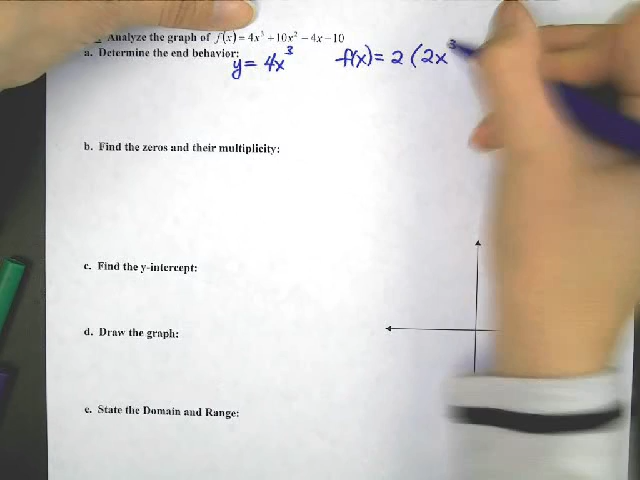 Analyze the graph of f(x) = 4x³ + 10x² − 4x − 10
a. Determine the end behavior:
y = 4x³
f(x) = 2 (2x³
b. Find the zeros and their multiplicity:
c. Find the y-intercept:
d. Draw the graph:
e. State the Domain and Range: